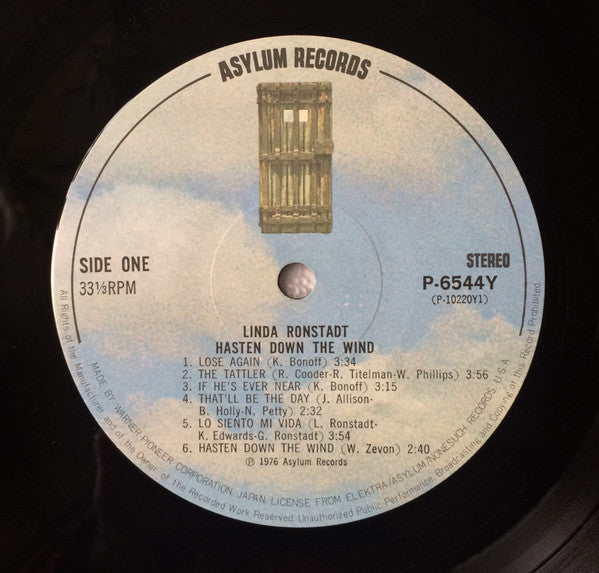 ASYLUM RECORDS
SIDE ONE
33⅓RPM
STEREO
P-6544Y
(P-10220Y1)
LINDA RONSTADT
HASTEN DOWN THE WIND
1. LOSE AGAIN (K. Bonoff) 3:34
2. THE TATTLER (R. Cooder-R. Titelman-W. Phillips) 3:56
3. IF HE'S EVER NEAR (K. Bonoff) 3:15
4. THAT'LL BE THE DAY (J. Allison-
B. Holly-N. Petty) 2:32
5. LO SIENTO MI VIDA (L. Ronstadt-
K. Edwards-G. Ronstadt) 3:54
6. HASTEN DOWN THE WIND (W. Zevon) 2:40
Ⓟ 1976 Asylum Records
MADE BY WARNER-PIONEER CORPORATION, JAPAN, LICENSE FROM ELEKTRA/ASYLUM/NONESUCH RECORDS, U.S.A.
All Rights of the Manufacturer and of the Owner of the Recorded Work Reserved. Unauthorized Public Performance, Broadcasting and Copying of this Record Prohibited.